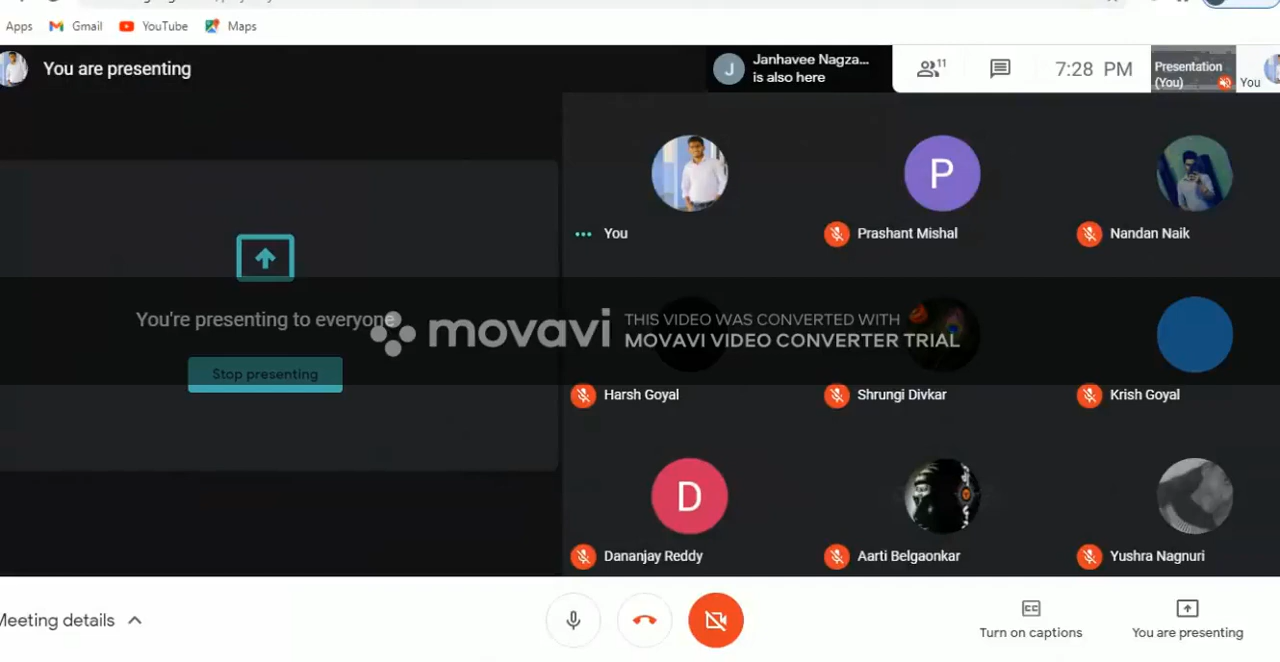 Apps Gmail YouTube Maps
You are presenting
Janhavee Nagza...
is also here
11
7:28 PM
Presentation
(You)
You
You
P
Prashant Mishal
Nandan Naik
J
You're presenting to everyone
Stop presenting
movavi
THIS VIDEO WAS CONVERTED WITH
MOVAVI VIDEO CONVERTER TRIAL
Harsh Goyal
Shrungi Divkar
Krish Goyal
D
Dananjay Reddy
Aarti Belgaonkar
Yushra Nagnuri
Meeting details
CC
Turn on captions
You are presenting